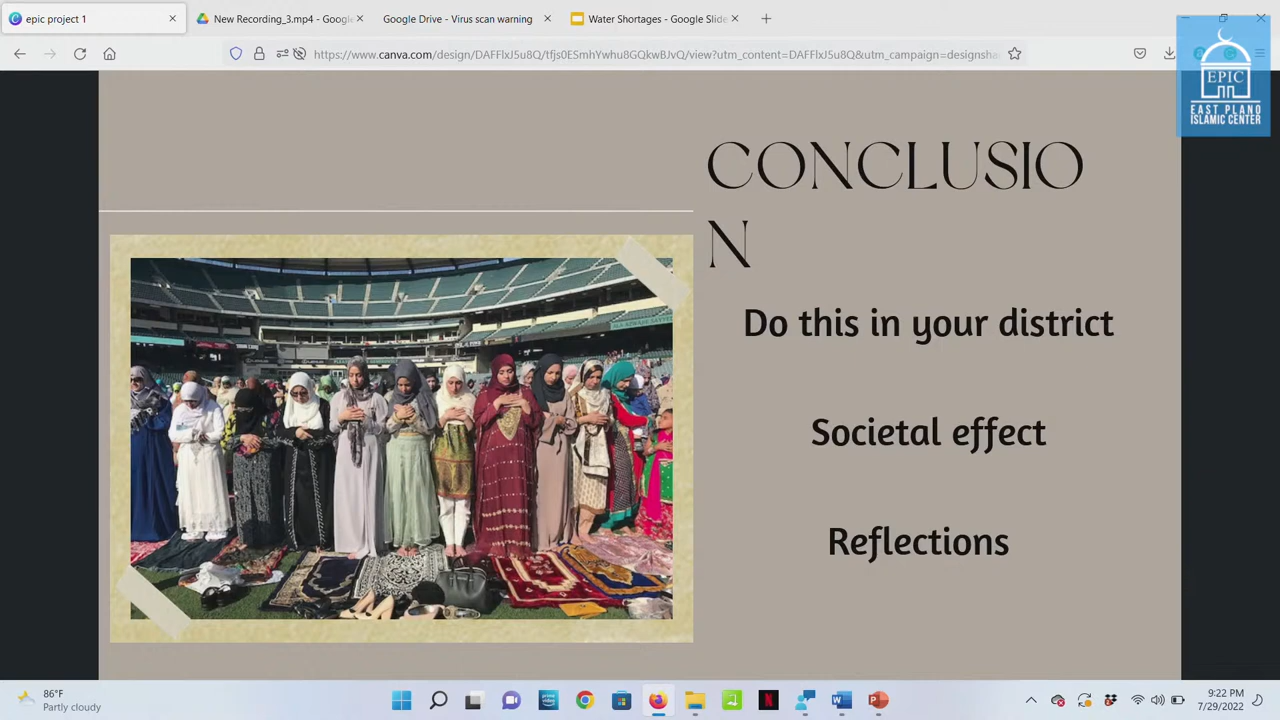 epic project 1
New Recording_3.mp4 - Google
Google Drive - Virus scan warning
Water Shortages - Google Slide
https://www.canva.com/design/DAFFlxJ5u8Q/tfis0ESmhYwhu8GQkwBJvQ/view?utm_content=DAFFlxJ5u8Q&utm_campaign=designsha
EPIC
EAST PLANO
ISLAMIC CENTER
CONCLUSIO
N
Do this in your district
Societal effect
Reflections
86°F
Partly cloudy
9:22 PM
7/29/2022